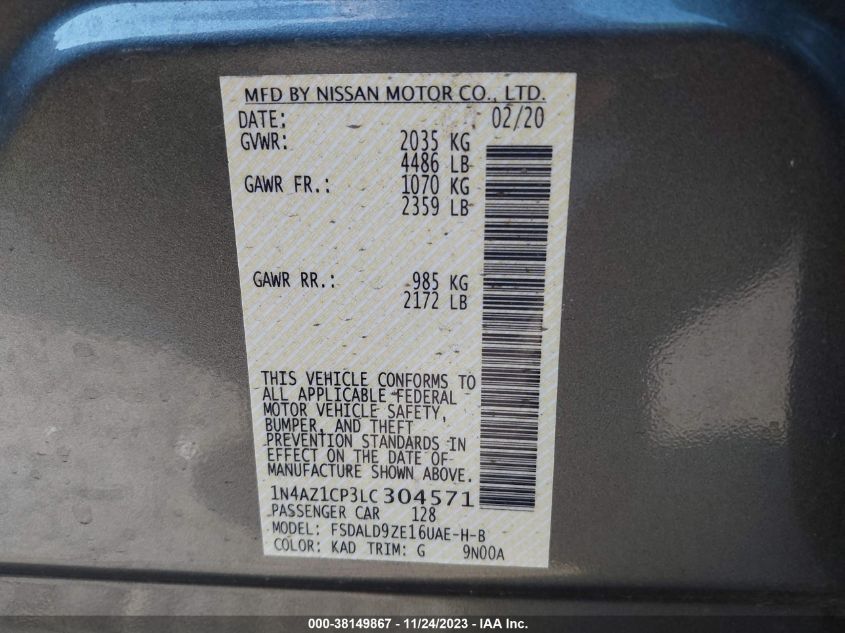 MFD BY NISSAN MOTOR CO., LTD.
DATE: 02/20
GVWR: 2035 KG
4486 LB
GAWR FR.: 1070 KG
2359 LB
GAWR RR.: 985 KG
2172 LB
THIS VEHICLE CONFORMS TO
ALL APPLICABLE FEDERAL
MOTOR VEHICLE SAFETY,
BUMPER, AND THEFT
PREVENTION STANDARDS IN
EFFECT ON THE DATE OF
MANUFACTURE SHOWN ABOVE.
1N4AZ1CP3LC304571
PASSENGER CAR 128
MODEL: FSDALD9ZE16UAE-H-B
COLOR: KAD TRIM: G 9N00A
000-38149867 - 11/24/2023 - IAA Inc.